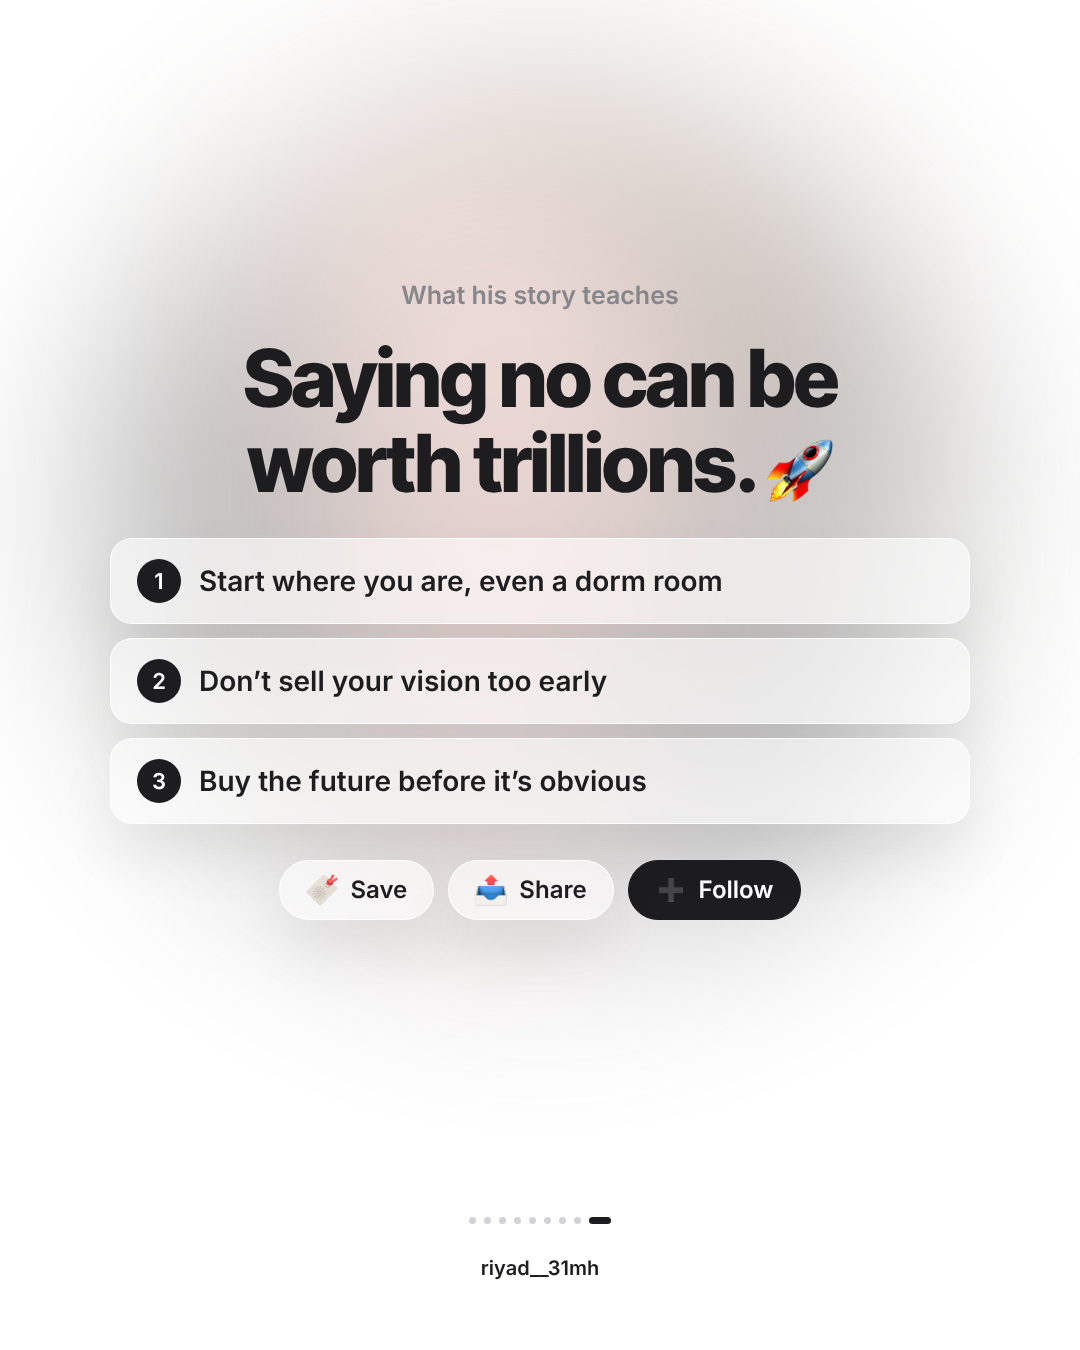 What his story teaches
Saying no can be
worth trillions. 🚀
1 Start where you are, even a dorm room
2 Don’t sell your vision too early
3 Buy the future before it’s obvious
Save Share Follow
riyad__31mh